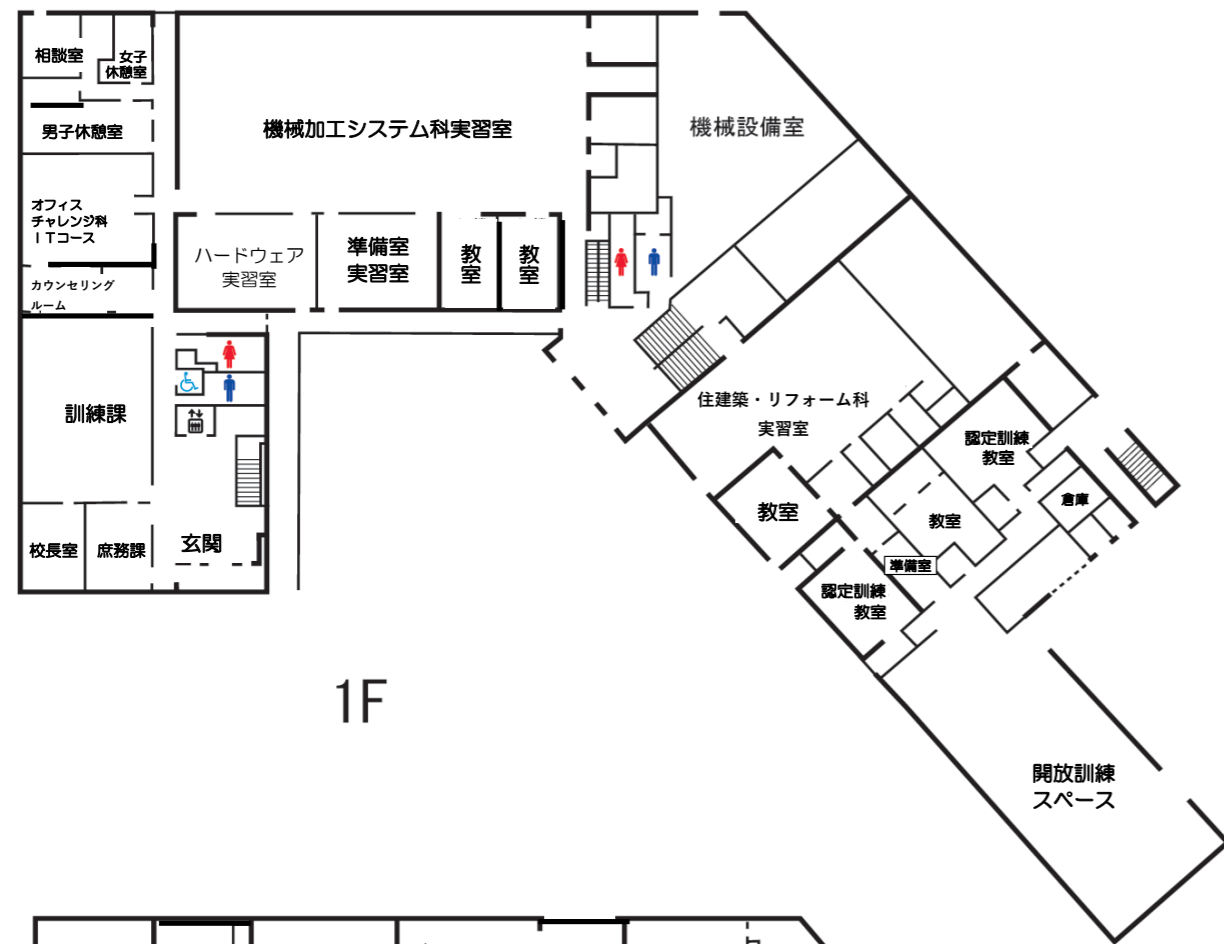 相談室
女子
休憩室
男子休憩室
オフィス
チャレンジ科
ITコース
カウンセリング
ルーム
訓練課
校長室
庶務課
玄関
機械加工システム科実習室
ハードウェア
実習室
準備室
実習室
教室
教室
機械設備室
住建築・リフォーム科
実習室
教室
認定訓練
教室
教室
倉庫
準備室
認定訓練
教室
開放訓練
スペース
1F